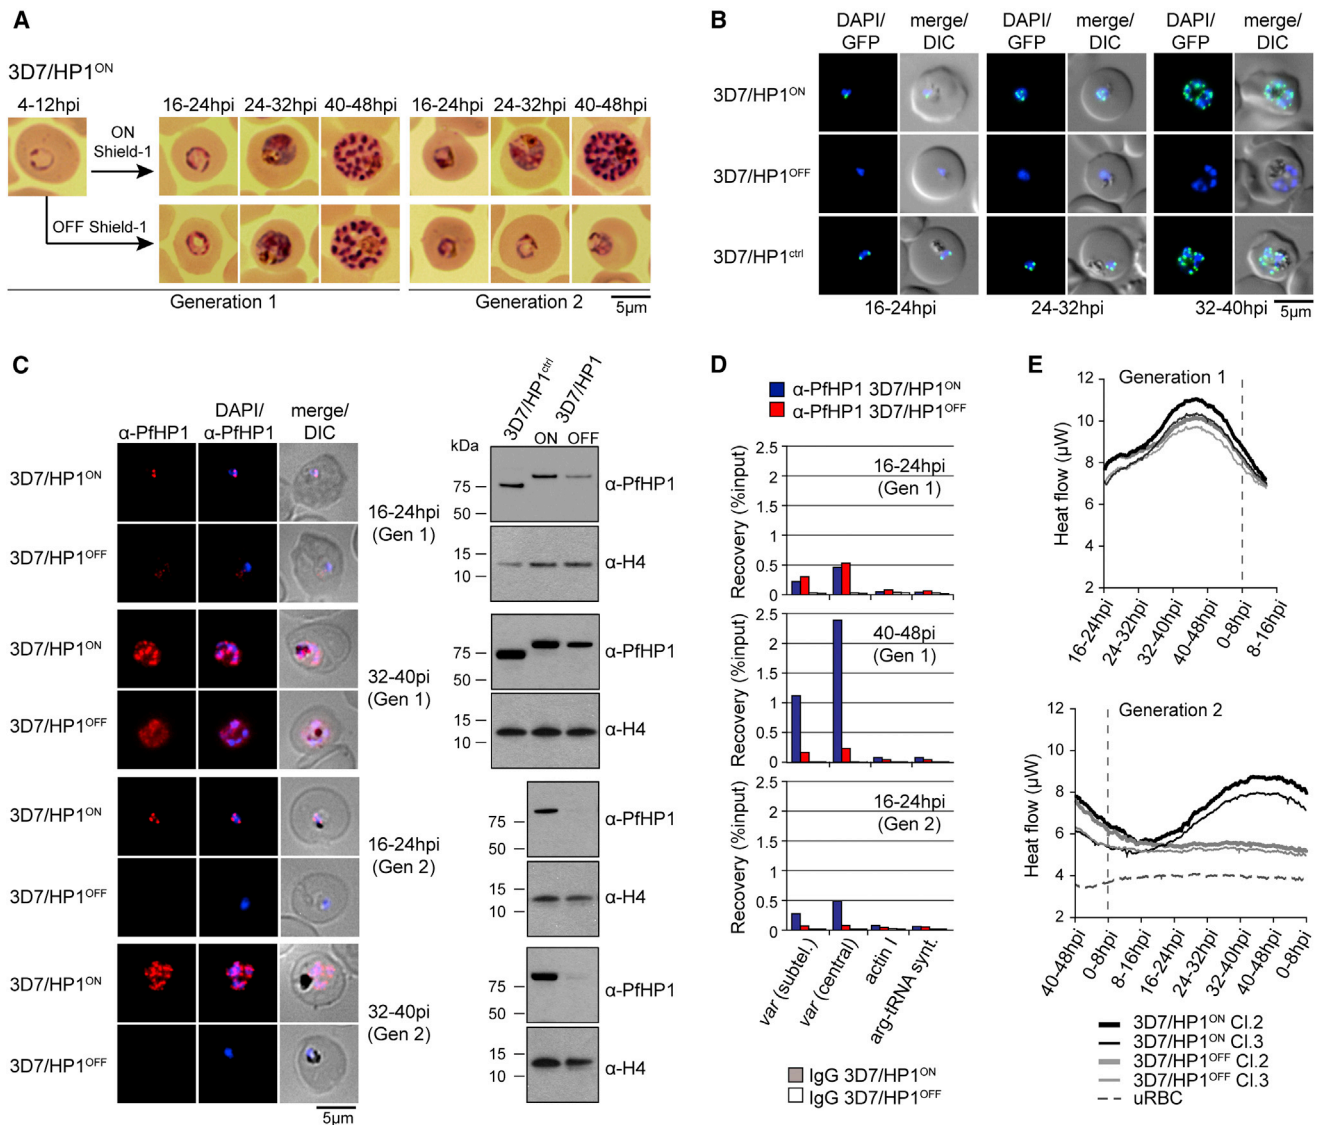 A
3D7/HP1ON
4-12hpi
16-24hpi 24-32hpi 40-48hpi 16-24hpi 24-32hpi 40-48hpi
ON
Shield-1
OFF Shield-1
Generation 1
Generation 2
5µm
B
DAPI/
GFP
merge/
DIC
DAPI/
GFP
merge/
DIC
DAPI/
GFP
merge/
DIC
3D7/HP1ON
3D7/HP1OFF
3D7/HP1ctrl
16-24hpi
24-32hpi
32-40hpi
5µm
C
α-PfHP1
DAPI/
α-PfHP1
merge/
DIC
3D7/HP1ON
3D7/HP1OFF
16-24hpi
(Gen 1)
3D7/HP1ON
3D7/HP1OFF
32-40pi
(Gen 1)
3D7/HP1ON
3D7/HP1OFF
16-24hpi
(Gen 2)
3D7/HP1ON
3D7/HP1OFF
32-40pi
(Gen 2)
5µm
3D7/HP1ctrl
3D7/HP1
kDa
ON OFF
75
50
α-PfHP1
15
10
α-H4
75
50
α-PfHP1
15
10
α-H4
75
50
α-PfHP1
15
10
α-H4
75
50
α-PfHP1
15
10
α-H4
D
α-PfHP1 3D7/HP1ON
α-PfHP1 3D7/HP1OFF
Recovery (%input)
2.5
2
1.5
1
0.5
0
16-24hpi
(Gen 1)
Recovery (%input)
2.5
2
1.5
1
0.5
0
40-48pi
(Gen 1)
Recovery (%input)
2.5
2
1.5
1
0.5
0
16-24hpi
(Gen 2)
var (subtel.)
var (central)
actin I
arg-tRNA synt.
IgG 3D7/HP1ON
IgG 3D7/HP1OFF
E
Generation 1
Heat flow (µW)
12
10
8
6
4
2
16-24hpi
24-32hpi
32-40hpi
40-48hpi
0-8hpi
8-16hpi
Generation 2
Heat flow (µW)
12
10
8
6
4
2
40-48hpi
0-8hpi
8-16hpi
16-24hpi
24-32hpi
32-40hpi
40-48hpi
0-8hpi
3D7/HP1ON Cl.2
3D7/HP1ON Cl.3
3D7/HP1OFF Cl.2
3D7/HP1OFF Cl.3
uRBC